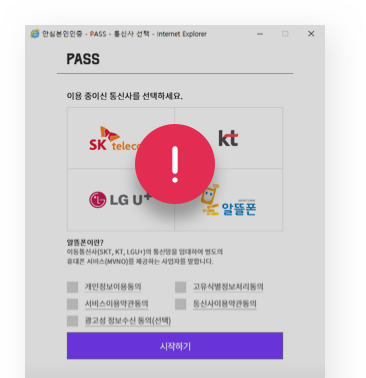 안심본인인증 - PASS - 통신사 선택 - Internet Explorer
PASS
이용 중이신 통신사를 선택하세요.
SK teleco
kt
LG U+
알뜰폰
알뜰폰이란?
이동통신사(SKT, KT, LGU+)의 통신망을 임대하여 별도의
휴대폰 서비스(MVNO)를 제공하는 사업자를 말합니다.
개인정보이용동의 고유식별정보처리동의
서비스이용약관동의 통신사이용약관동의
광고성 정보수신 동의(선택)
시작하기